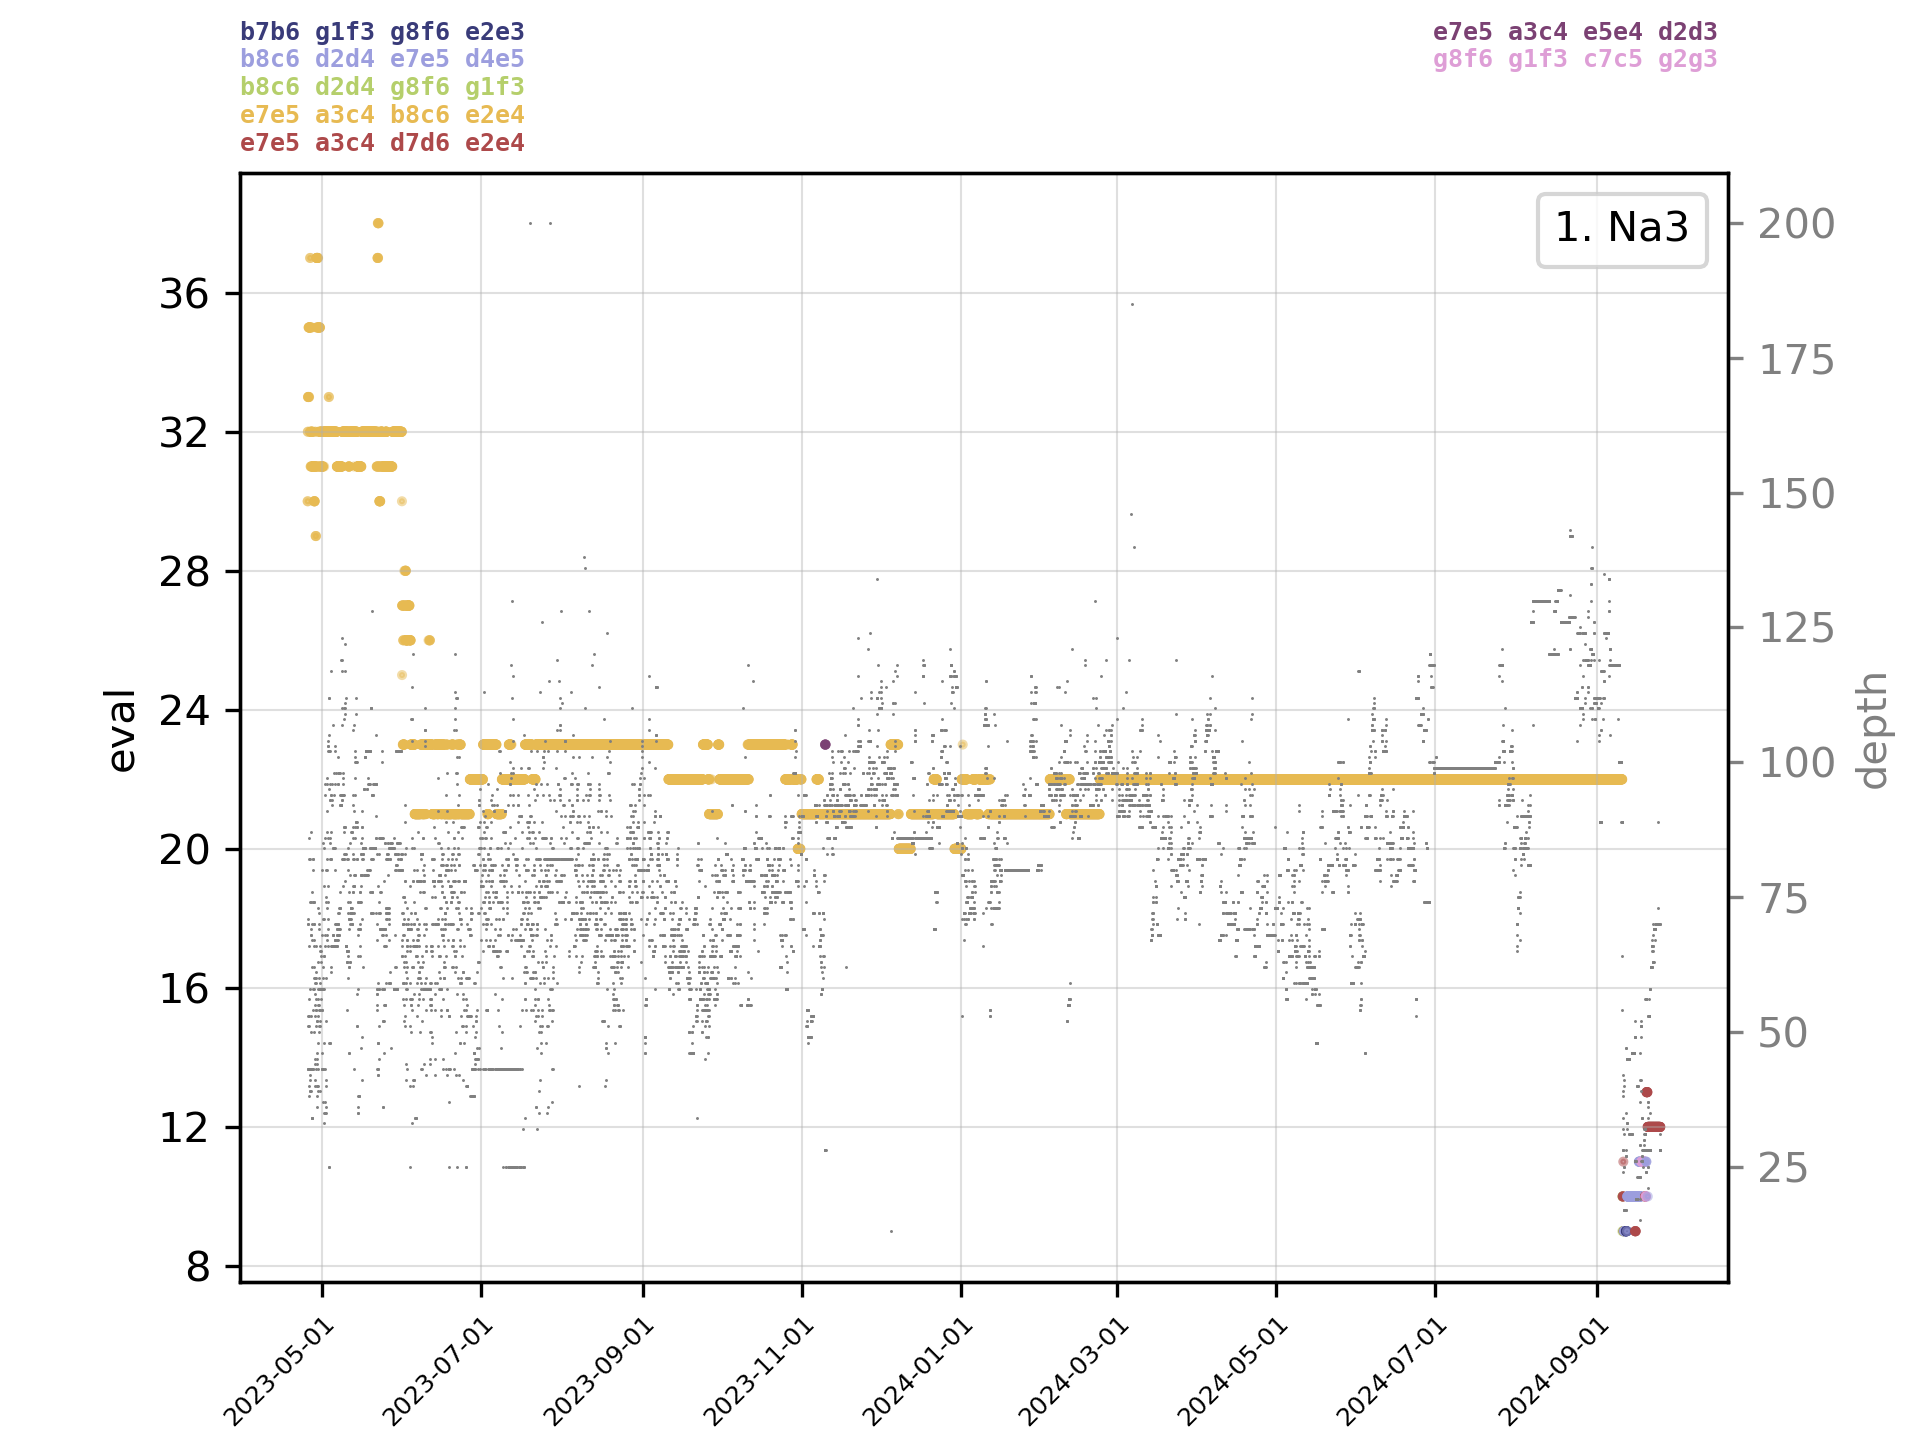 b7b6 g1f3 g8f6 e2e3
b8c6 d2d4 e7e5 d4e5
b8c6 d2d4 g8f6 g1f3
e7e5 a3c4 b8c6 e2e4
e7e5 a3c4 d7d6 e2e4
e7e5 a3c4 e5e4 d2d3
g8f6 g1f3 c7c5 g2g3
1. Na3
eval
36
32
28
24
20
16
12
8
depth
200
175
150
125
100
75
50
25
2023-05-01
2023-07-01
2023-09-01
2023-11-01
2024-01-01
2024-03-01
2024-05-01
2024-07-01
2024-09-01